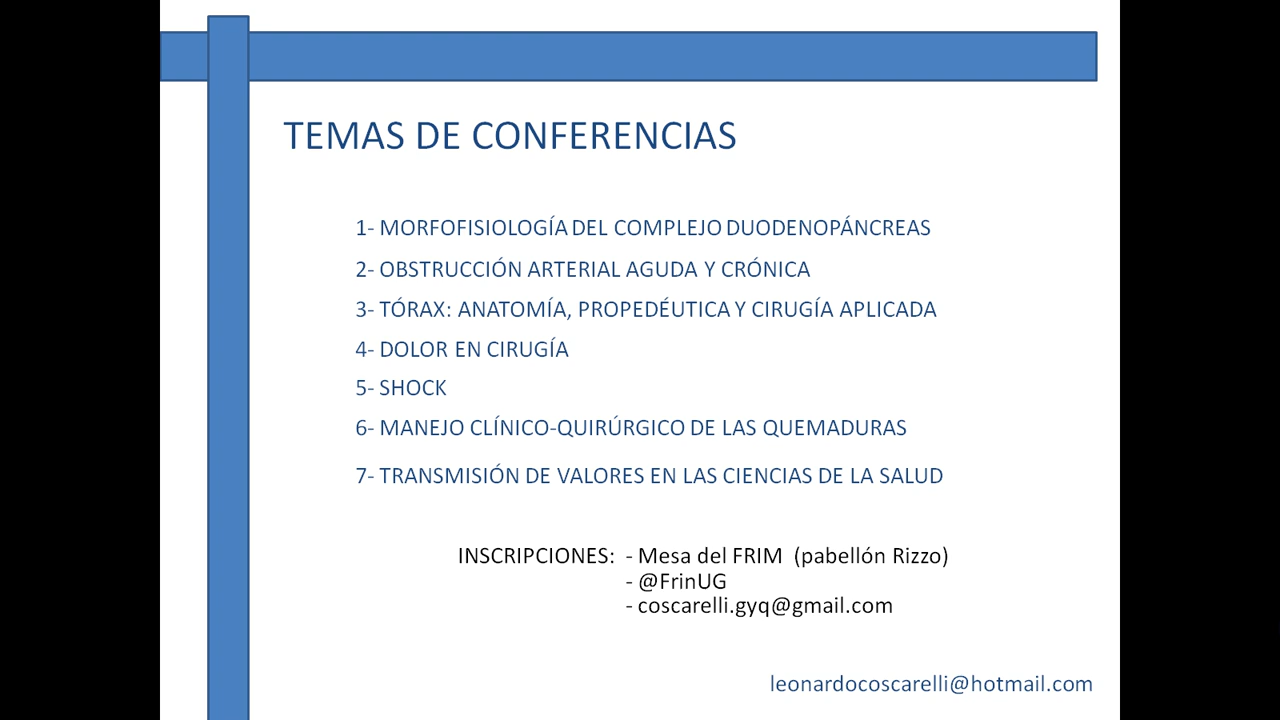 TEMAS DE CONFERENCIAS
1- MORFOFISIOLOGÍA DEL COMPLEJO DUODENOPÁNCREAS
2- OBSTRUCCIÓN ARTERIAL AGUDA Y CRÓNICA
3- TÓRAX: ANATOMÍA, PROPEDÉUTICA Y CIRUGÍA APLICADA
4- DOLOR EN CIRUGÍA
5- SHOCK
6- MANEJO CLÍNICO-QUIRÚRGICO DE LAS QUEMADURAS
7- TRANSMISIÓN DE VALORES EN LAS CIENCIAS DE LA SALUD
INSCRIPCIONES: - Mesa del FRIM (pabellón Rizzo)
- @FrinUG
- coscarelli.gyq@gmail.com
leonardocoscarelli@hotmail.com